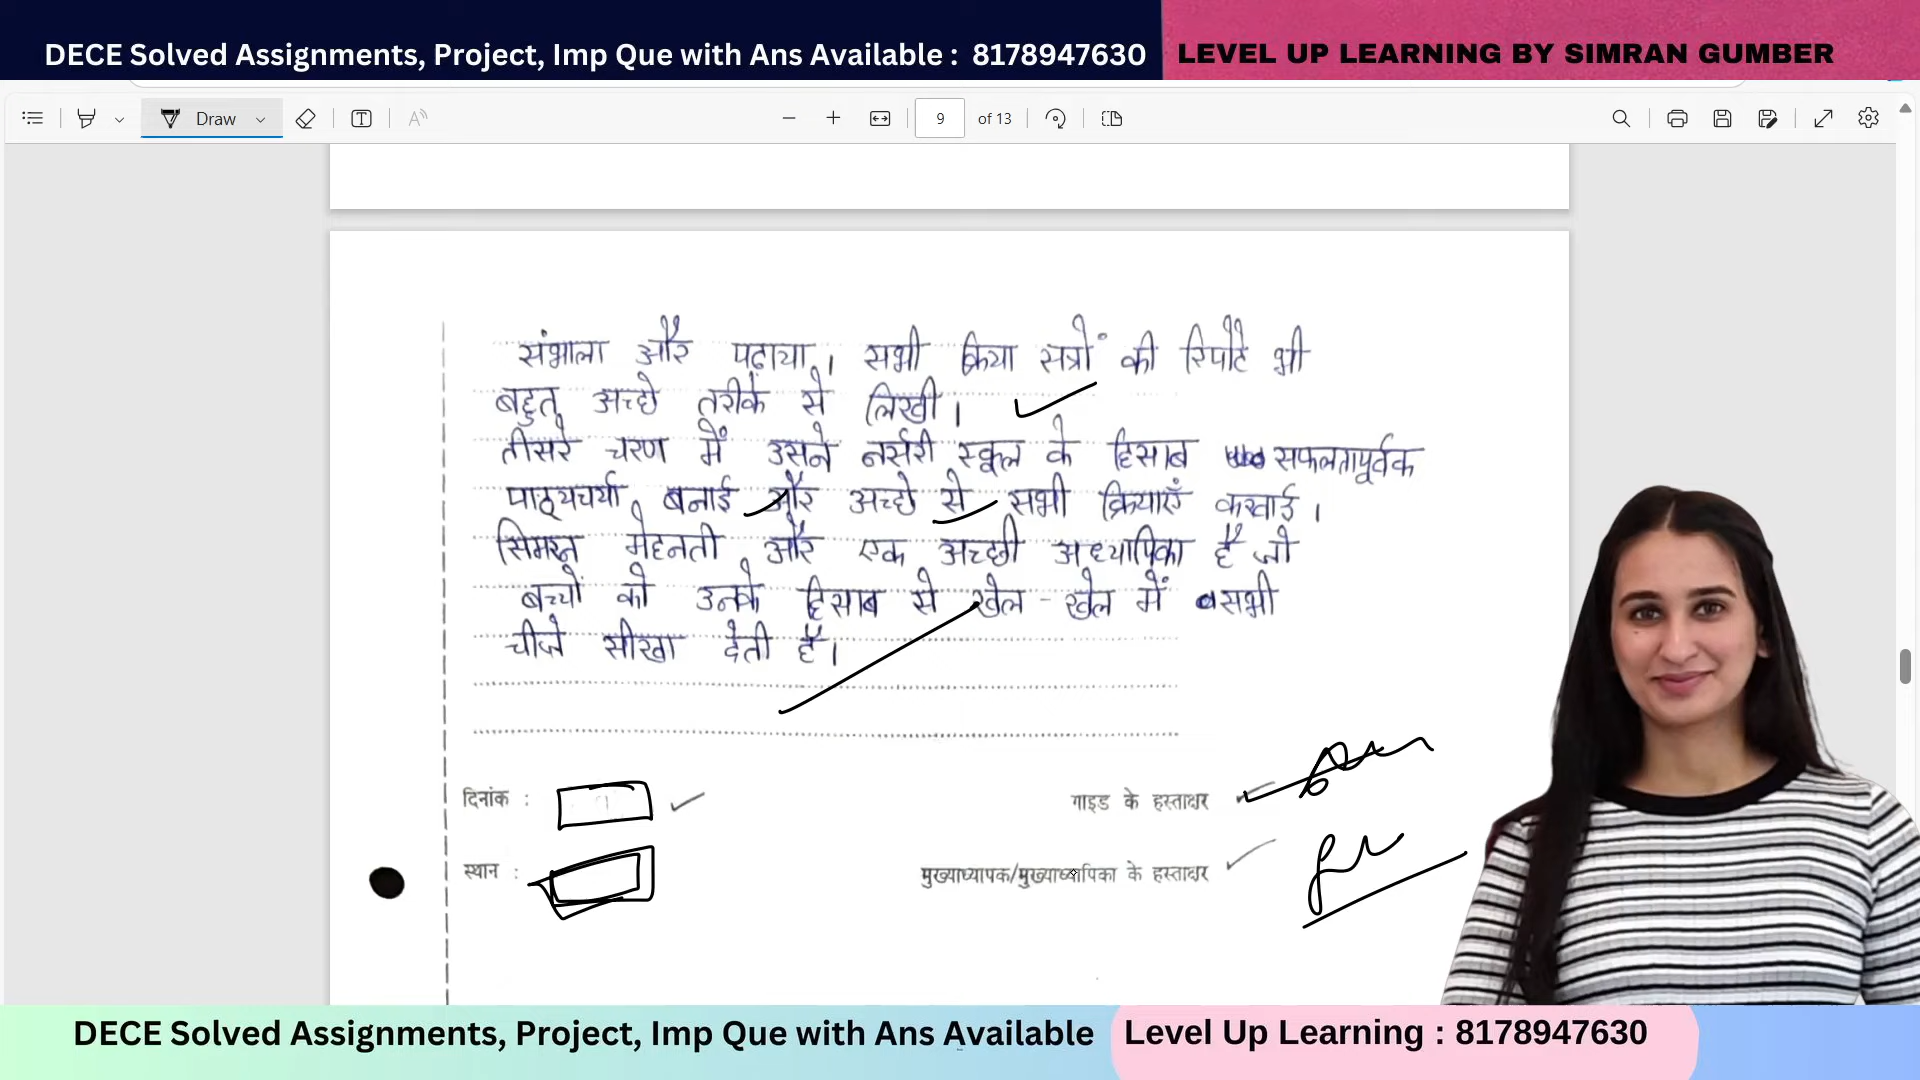 DECE Solved Assignments, Project, Imp Que with Ans Available : 8178947630
LEVEL UP LEARNING BY SIMRAN GUMBER
Draw
9 of 13
संभाला और पढ़ाया। सभी क्रिया सत्रों की रिपोर्ट भी
बहुत अच्छे तरीके से लिखी।
तीसरे चरण में उसने नर्सरी स्कूल के हिसाब सफलतापूर्वक
पाठ्यचर्या बनाई और अच्छे से सभी क्रियाएँ करवाई।
सिमरन मेहनती और एक अच्छी अध्यापिका है जो
बच्चों को उनके हिसाब से खेल - खेल में सभी
चीजे सीखा देती है।
दिनांक :
गाइड के हस्ताक्षर
स्थान :
मुख्याध्यापक/मुख्याध्यापिका के हस्ताक्षर
DECE Solved Assignments, Project, Imp Que with Ans Available
Level Up Learning : 8178947630